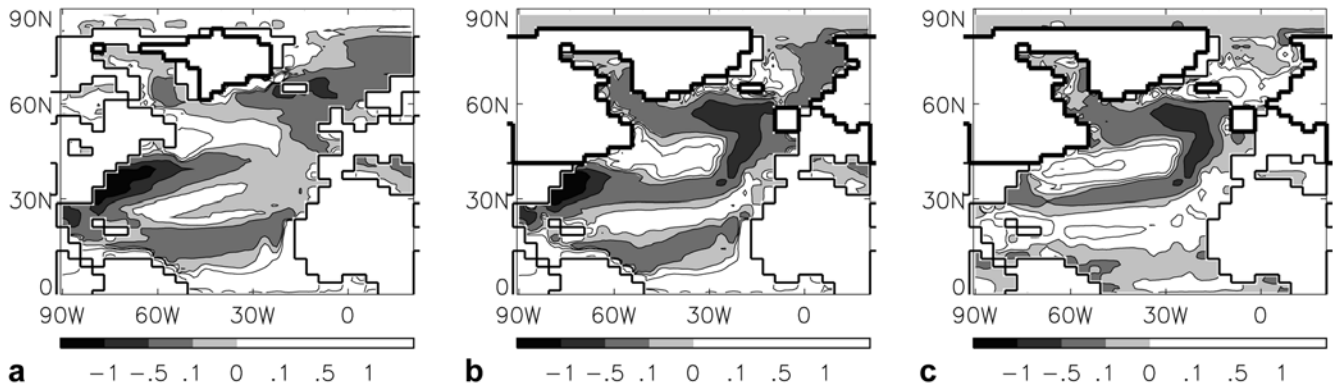 90N 90N 90N
60N 60N 60N
30N 30N 30N
0 0 0
90W 60W 30W 0 90W 60W 30W 0 90W 60W 30W 0
a -1 -.5 .1 0 .1 .5 1 b -1 -.5 .1 0 .1 .5 1 c -1 -.5 .1 0 .1 .5 1